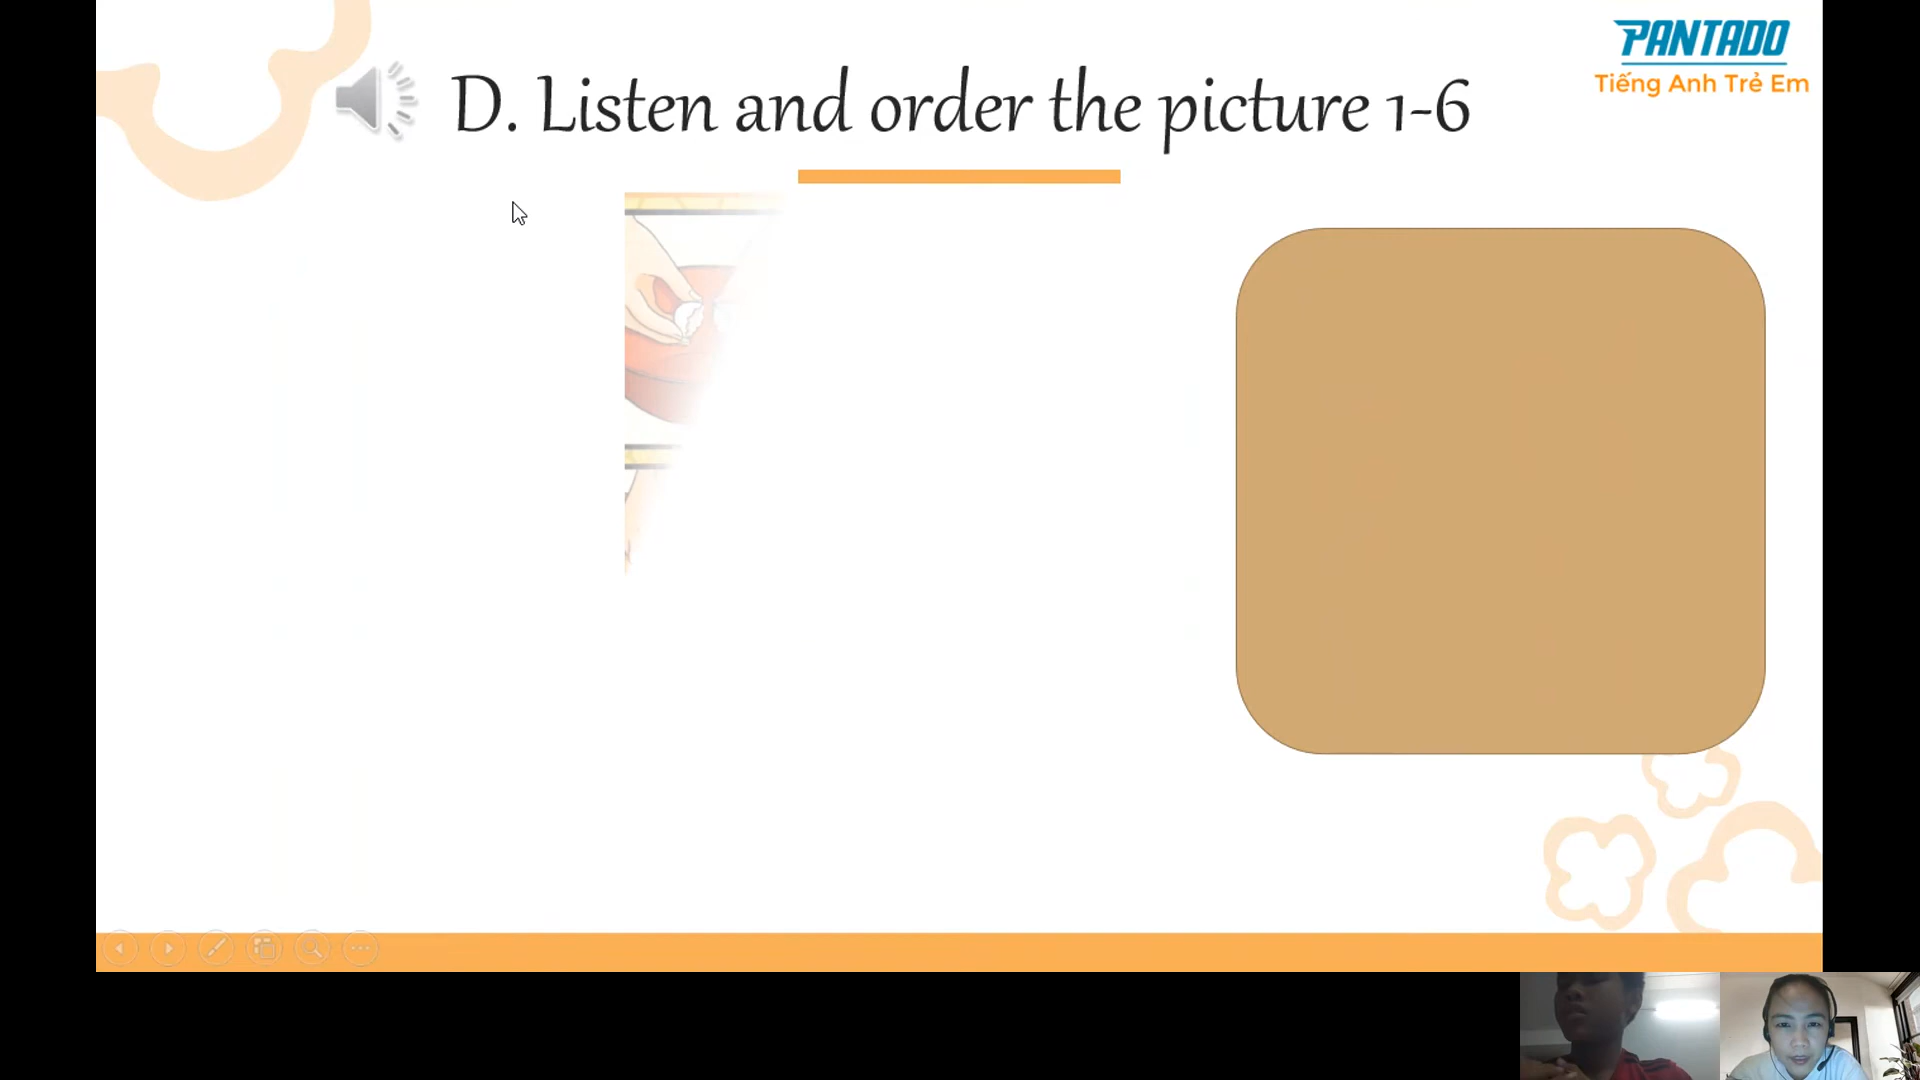 PANTADO
Tiếng Anh Trẻ Em
D. Listen and order the picture 1-6